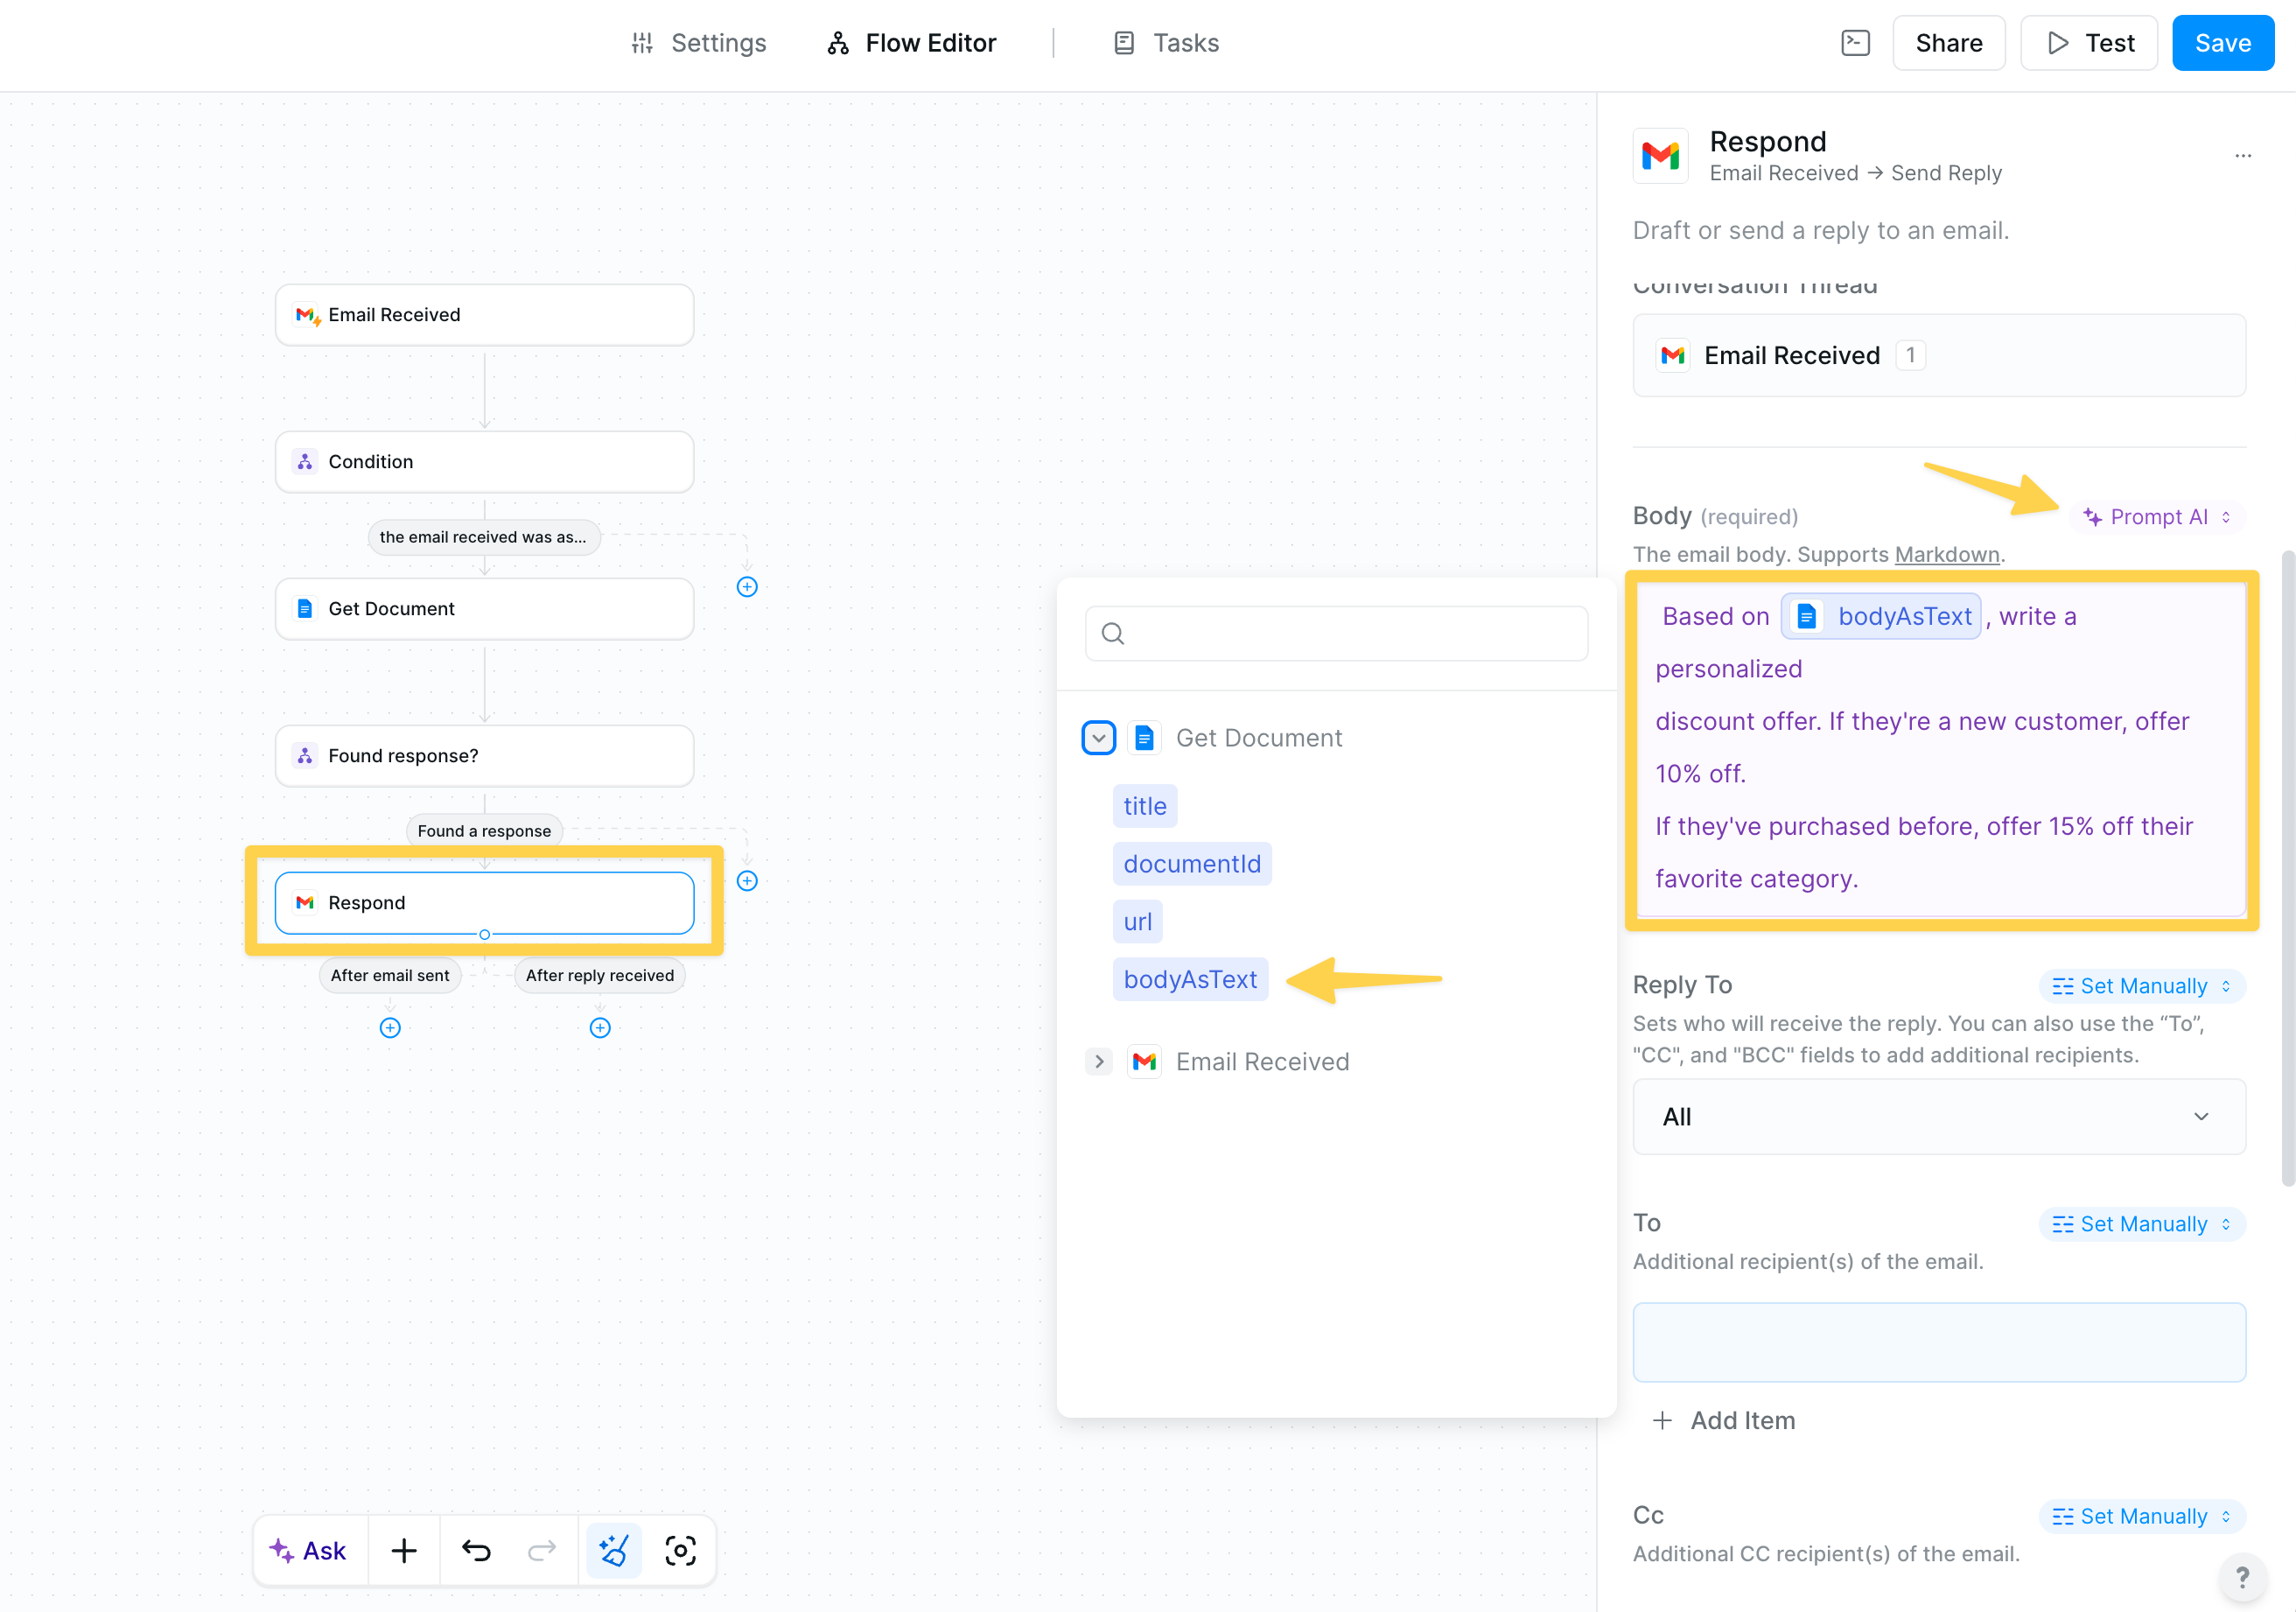 Settings
Flow Editor
Tasks
Share
Test
Save
Email Received
Condition
the email received was as...
Get Document
Found response?
Found a response
Respond
After email sent
After reply received
Ask
Get Document
title
documentId
url
bodyAsText
Email Received
Respond
Email Received → Send Reply
Draft or send a reply to an email.
Conversation Thread
Email Received 1
Body (required)
Prompt AI
The email body. Supports Markdown.
Based on bodyAsText , write a
personalized
discount offer. If they're a new customer, offer
10% off.
If they've purchased before, offer 15% off their
favorite category.
Reply To
Set Manually
Sets who will receive the reply. You can also use the “To”,
"CC", and "BCC" fields to add additional recipients.
All
To
Set Manually
Additional recipient(s) of the email.
+ Add Item
Cc
Set Manually
Additional CC recipient(s) of the email.
?